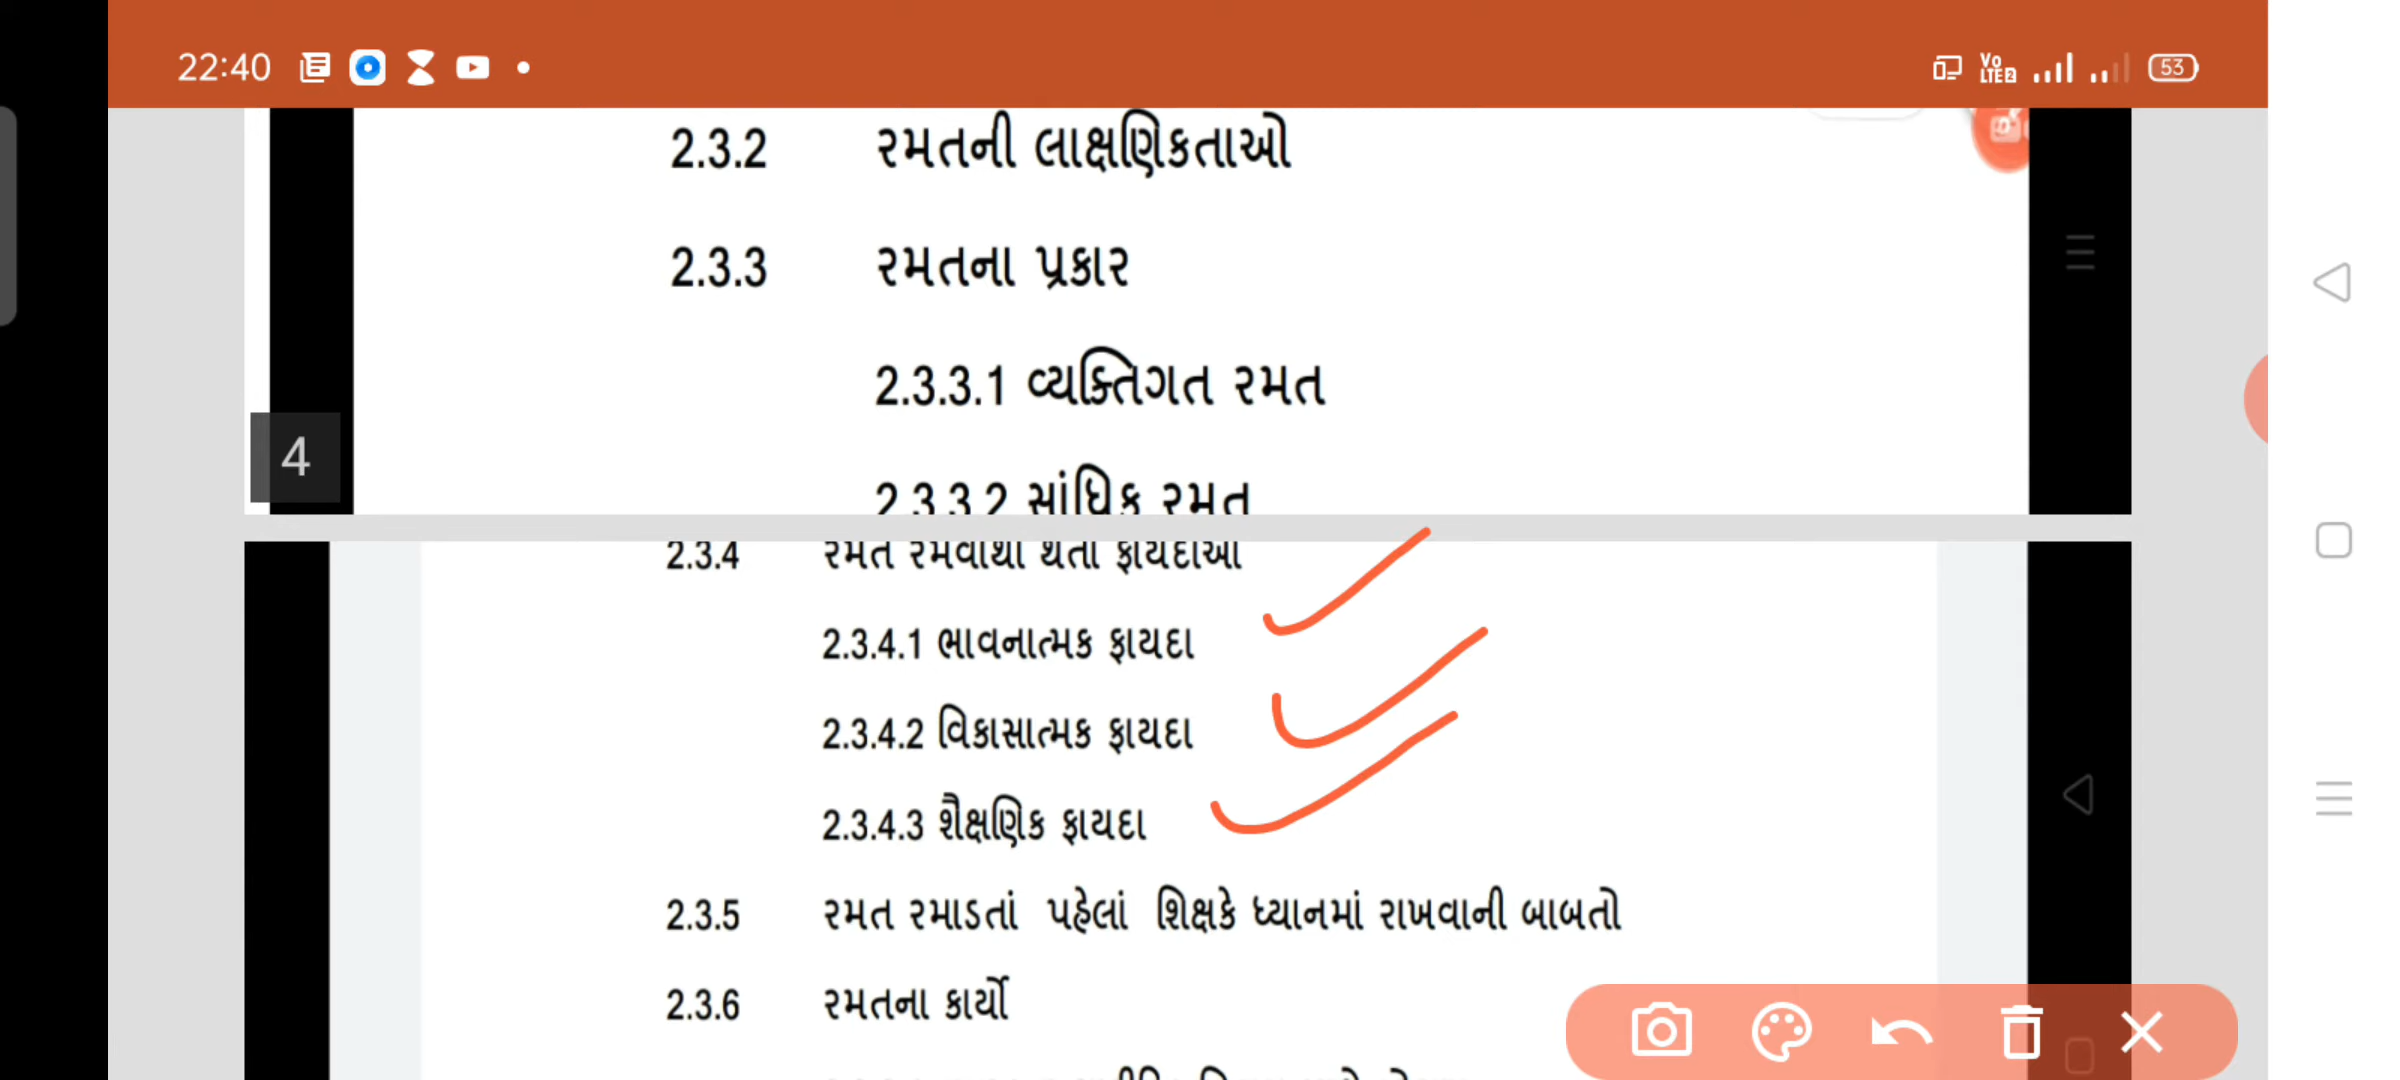 22:40
Vo LTE2 53
2.3.2 રમતની લાક્ષણિકતાઓ
2.3.3 રમતના પ્રકાર
2.3.3.1 વ્યક્તિગત રમત
4
2.3.3.2 સાંઘિક રમત
2.3.4 રમત રમવાથી થતા ફાયદાઓ
2.3.4.1 ભાવનાત્મક ફાયદા
2.3.4.2 વિકાસાત્મક ફાયદા
2.3.4.3 શૈક્ષણિક ફાયદા
2.3.5 રમત રમાડતાં પહેલાં શિક્ષકે ધ્યાનમાં રાખવાની બાબતો
2.3.6 રમતના કાર્યો